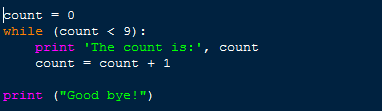 count = 0
while (count < 9):
    print 'The count is:', count
    count = count + 1

print ("Good bye!")